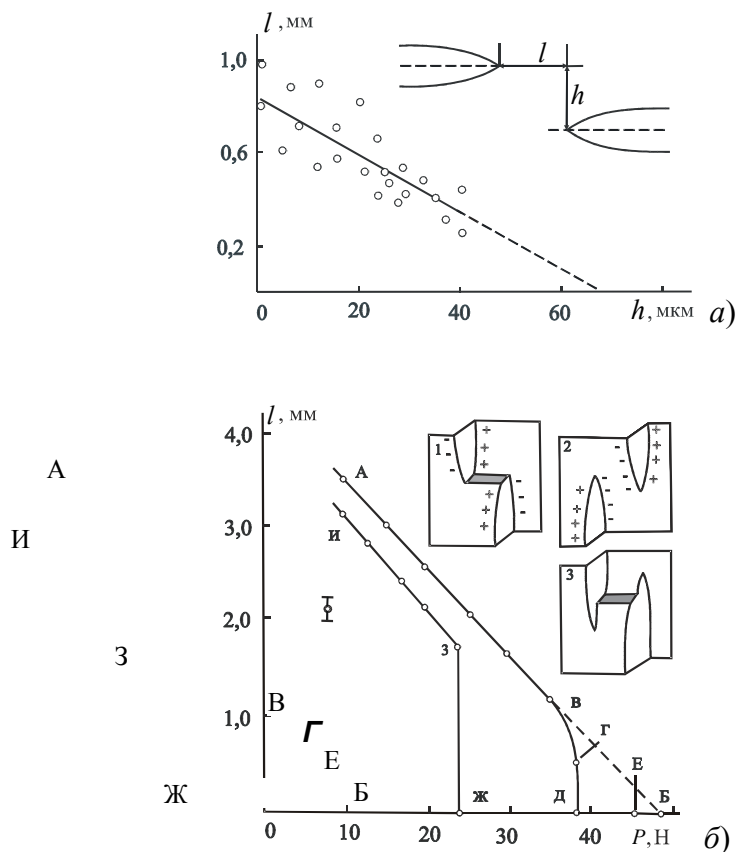 l, мм
1,0
0,6
0,2
l
h
0 20 40 60 h, мкм а)
l, мм
4,0
3,0
2,0
1,0
А
И
З
В
Г
Е
Ж Б
А
и
з
в
г
Е
ж Д Б
1
2
3
0 10 20 30 40 P, Н б)